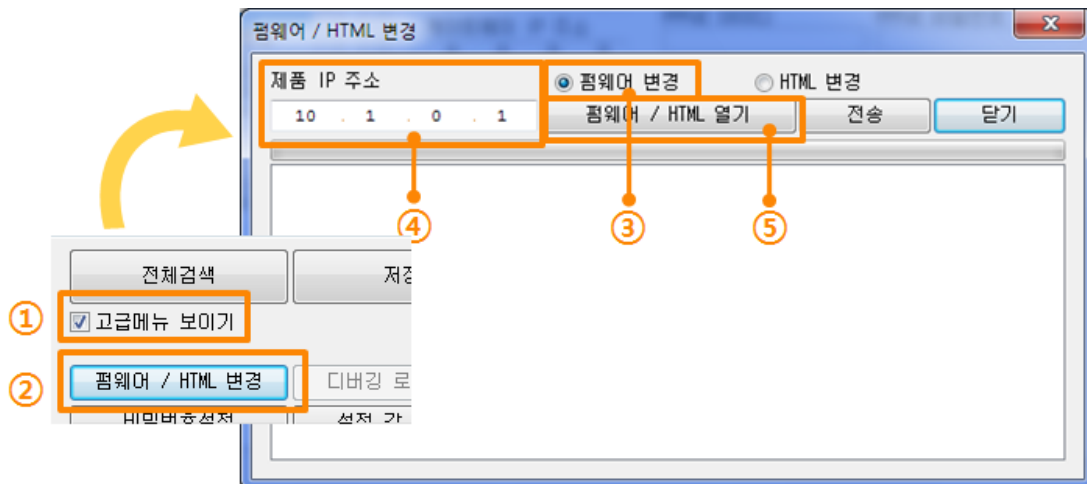 펌웨어 / HTML 변경
제품 IP 주소
펌웨어 변경
HTML 변경
10 . 1 . 0 . 1
펌웨어 / HTML 열기
전송
닫기
④
③
⑤
전체검색
①
고급메뉴 보이기
②
펌웨어 / HTML 변경
디버깅